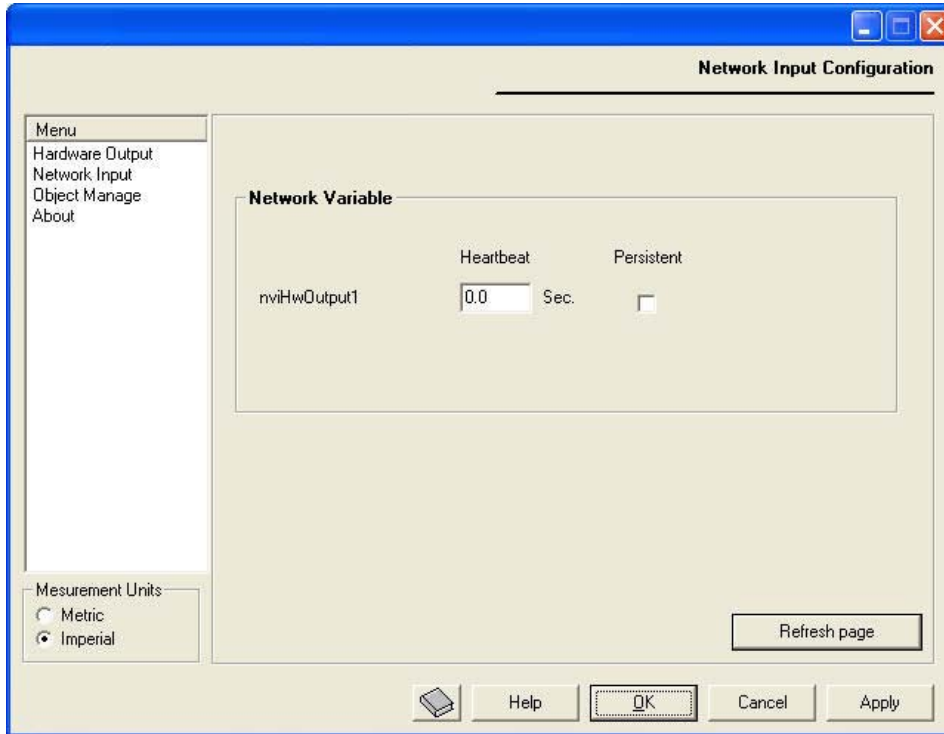 Network Input Configuration
Menu
Hardware Output
Network Input
Object Manage
About
Network Variable
Heartbeat Persistent
nviHwOutput1 0.0 Sec.
Mesurement Units
Metric
Imperial
Refresh page
Help OK Cancel Apply